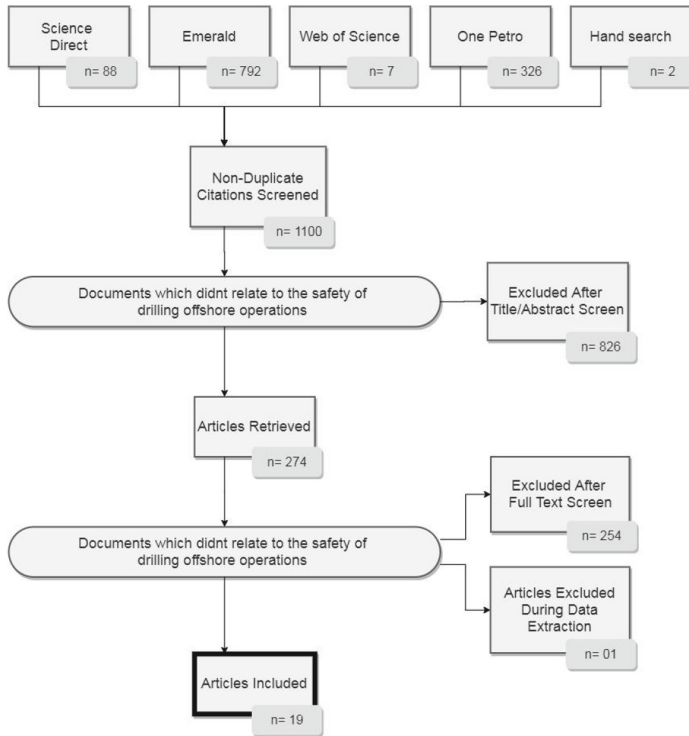 Science
Direct
n= 88
Emerald
n= 792
Web of Science
n= 7
One Petro
n= 326
Hand search
n= 2
Non-Duplicate
Citations Screened
n= 1100
Documents which didnt relate to the safety of
drilling offshore operations
Excluded After
Title/Abstract Screen
n= 826
Articles Retrieved
n= 274
Documents which didnt relate to the safety of
drilling offshore operations
Excluded After
Full Text Screen
n= 254
Articles Excluded
During Data
Extraction
n= 01
Articles Included
n= 19